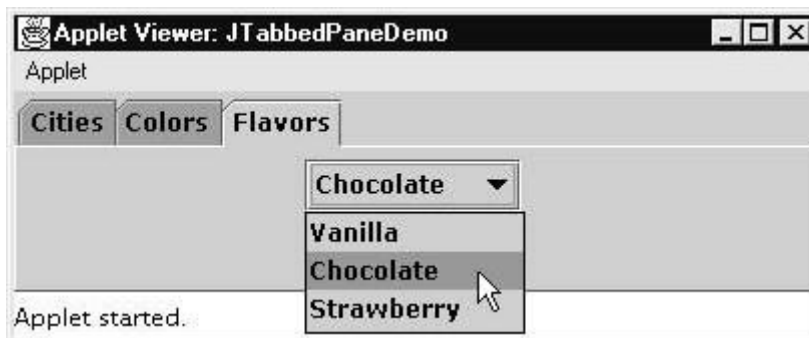 Applet Viewer: JTabbedPaneDemo
Applet
Cities Colors Flavors
Chocolate
Vanilla
Chocolate
Strawberry
Applet started.